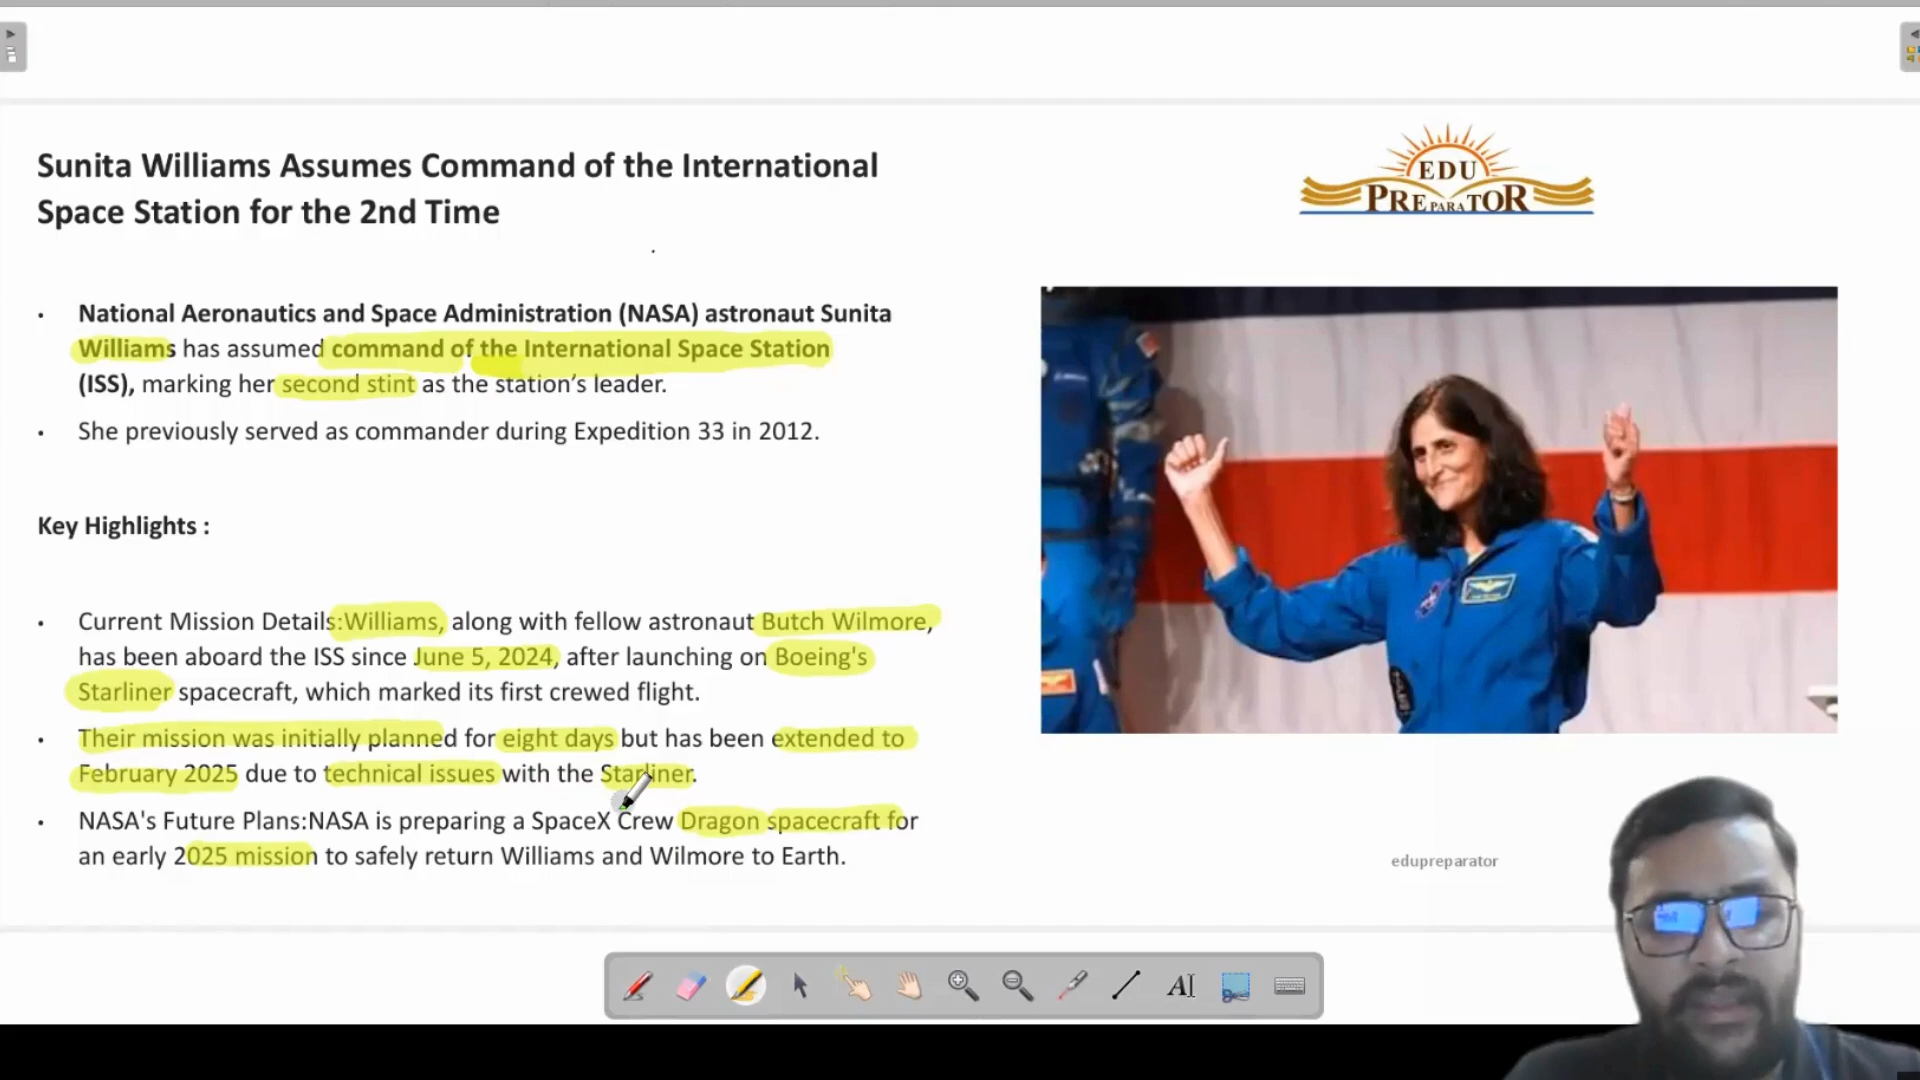 Sunita Williams Assumes Command of the International
Space Station for the 2nd Time
EDU
PREPARATOR
• National Aeronautics and Space Administration (NASA) astronaut Sunita
Williams has assumed command of the International Space Station
(ISS), marking her second stint as the station’s leader.
• She previously served as commander during Expedition 33 in 2012.
Key Highlights :
• Current Mission Details:Williams, along with fellow astronaut Butch Wilmore,
has been aboard the ISS since June 5, 2024, after launching on Boeing's
Starliner spacecraft, which marked its first crewed flight.
• Their mission was initially planned for eight days but has been extended to
February 2025 due to technical issues with the Starliner.
• NASA's Future Plans:NASA is preparing a SpaceX Crew Dragon spacecraft for
an early 2025 mission to safely return Williams and Wilmore to Earth.
edupreparator
AI